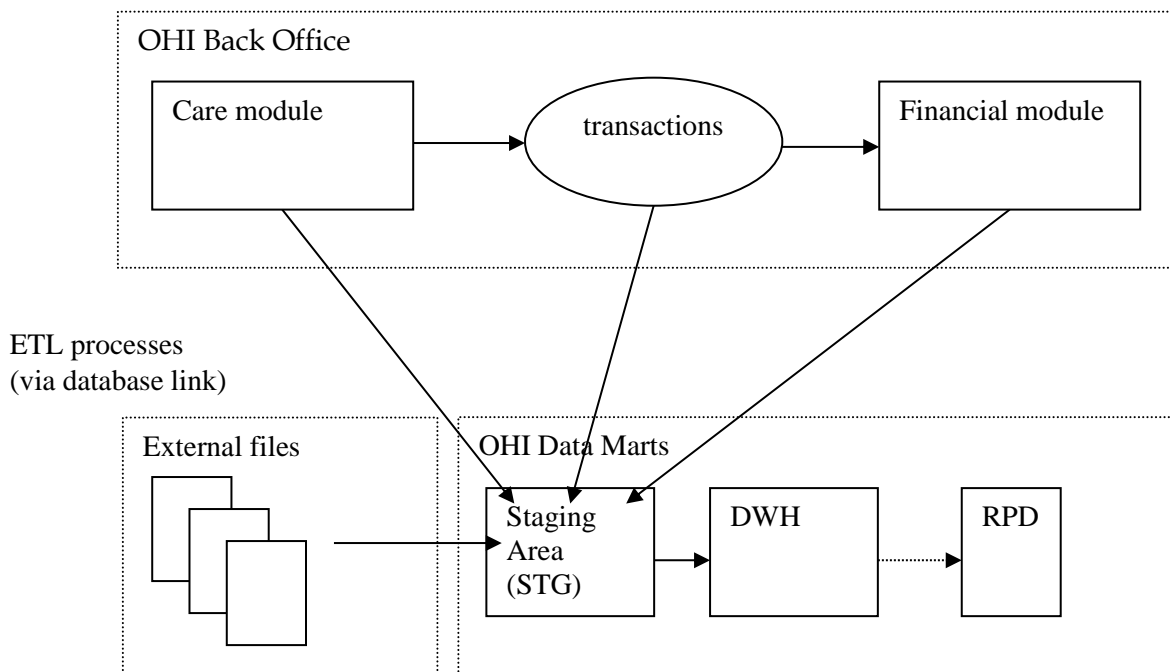 OHI Back Office
Care module
transactions
Financial module
ETL processes
(via database link)
External files
OHI Data Marts
Staging
Area
(STG)
DWH
RPD